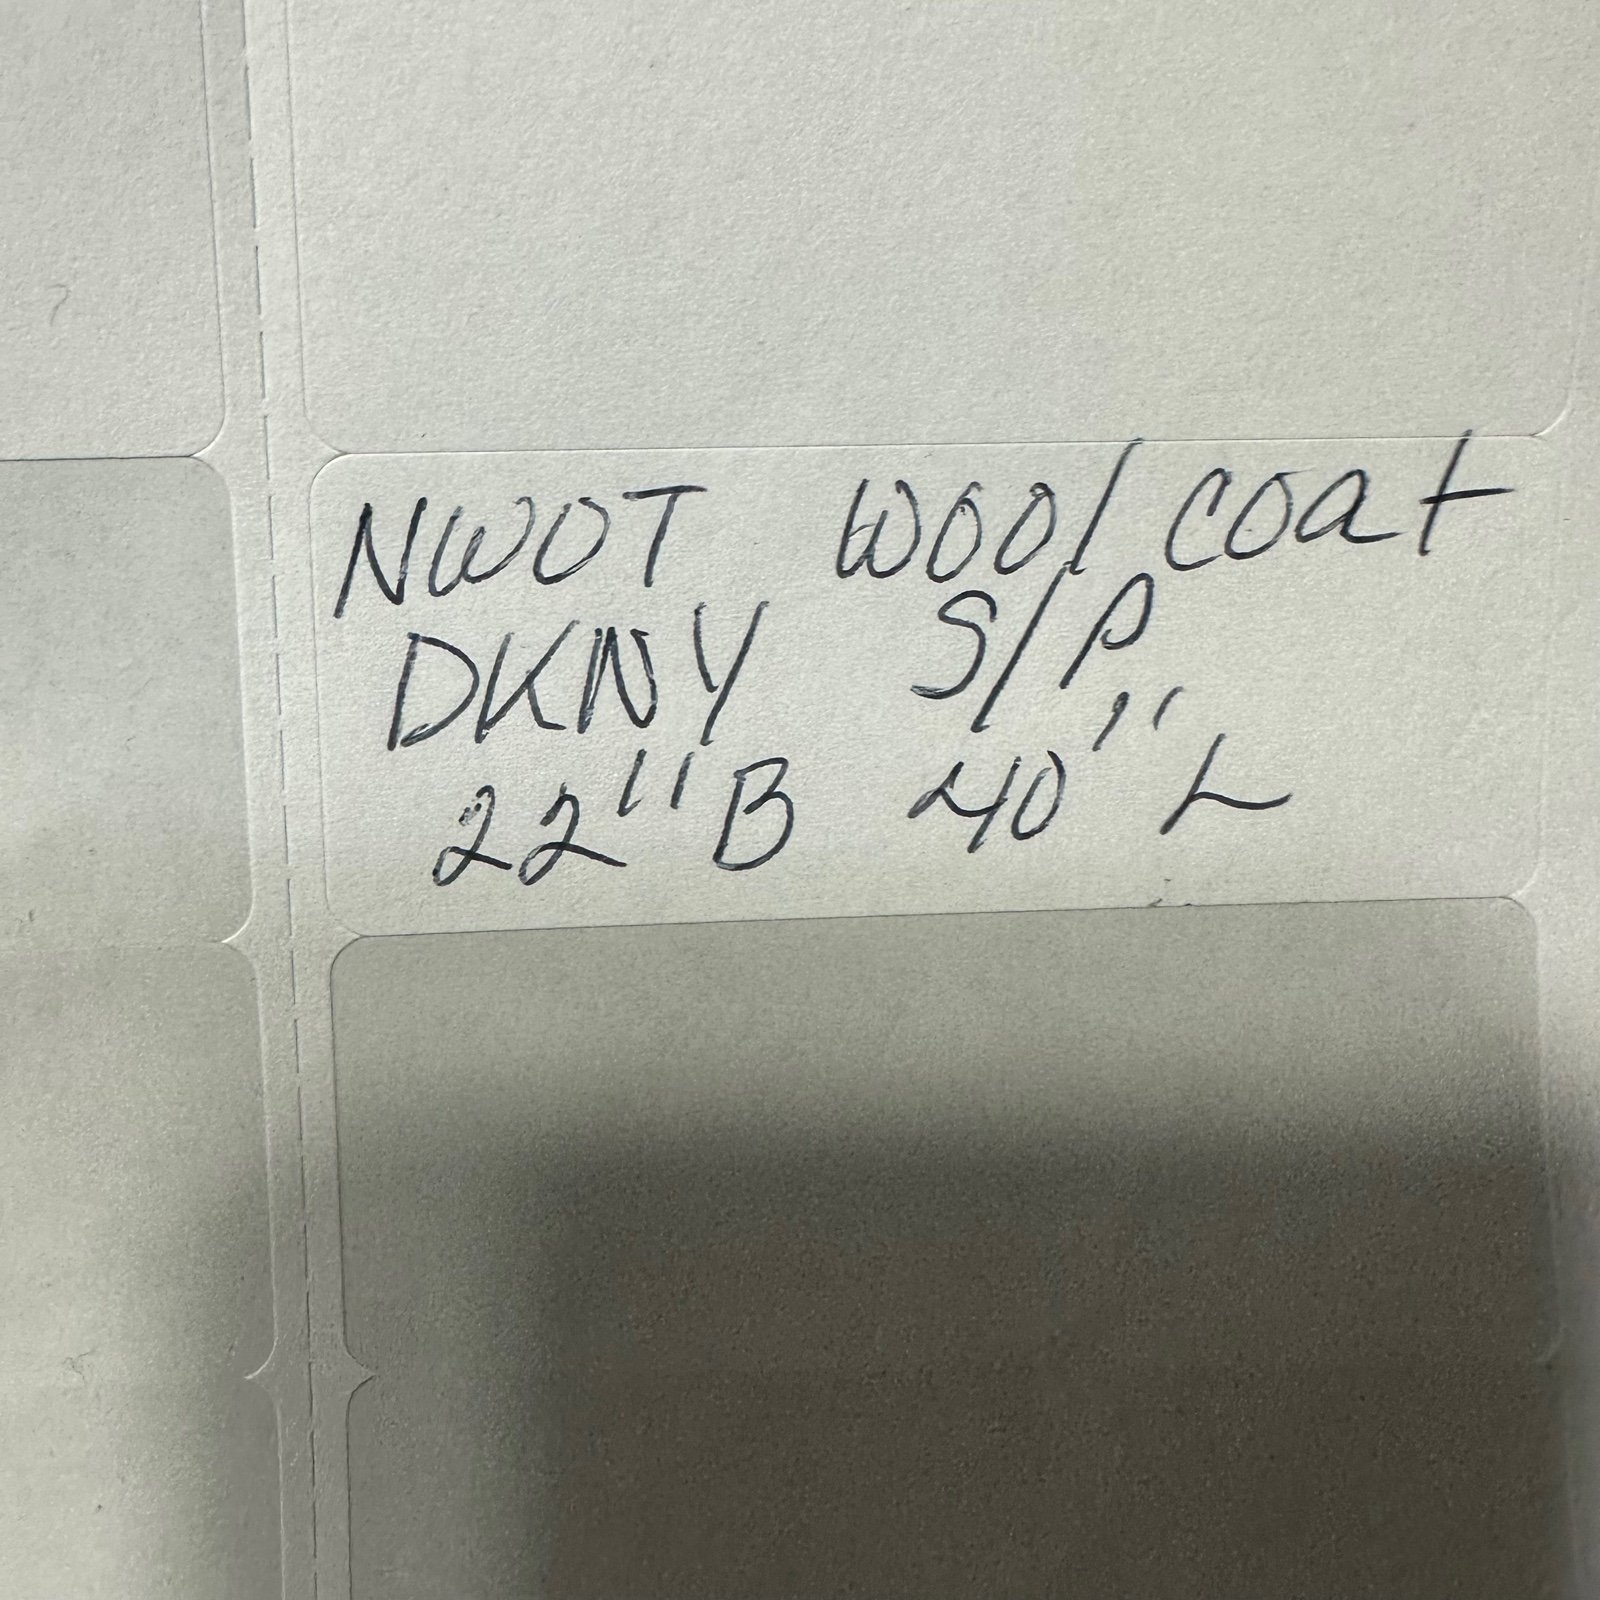 NWOT wool coat
DKNY S/P
22" B 40" L